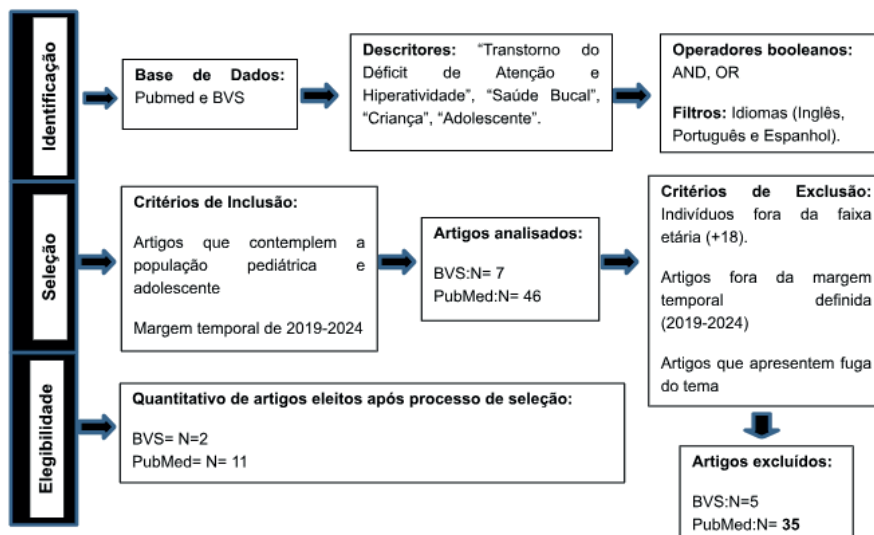 Identificação
Base de Dados:
Pubmed e BVS
Descritores: “Transtorno do
Déficit de Atenção e
Hiperatividade”, “Saúde Bucal”,
“Criança”, “Adolescente”.
Operadores booleanos:
AND, OR
Filtros: Idiomas (Inglês,
Português e Espanhol).
Seleção
Critérios de Inclusão:
Artigos que contemplem a
população pediátrica e
adolescente
Margem temporal de 2019-2024
Artigos analisados:
BVS:N= 7
PubMed:N= 46
Critérios de Exclusão:
Indivíduos fora da faixa
etária (+18).
Artigos fora da margem
temporal definida
(2019-2024)
Artigos que apresentem fuga
do tema
Elegibilidade
Quantitativo de artigos eleitos após processo de seleção:
BVS= N=2
PubMed= N= 11
Artigos excluídos:
BVS:N=5
PubMed:N= 35